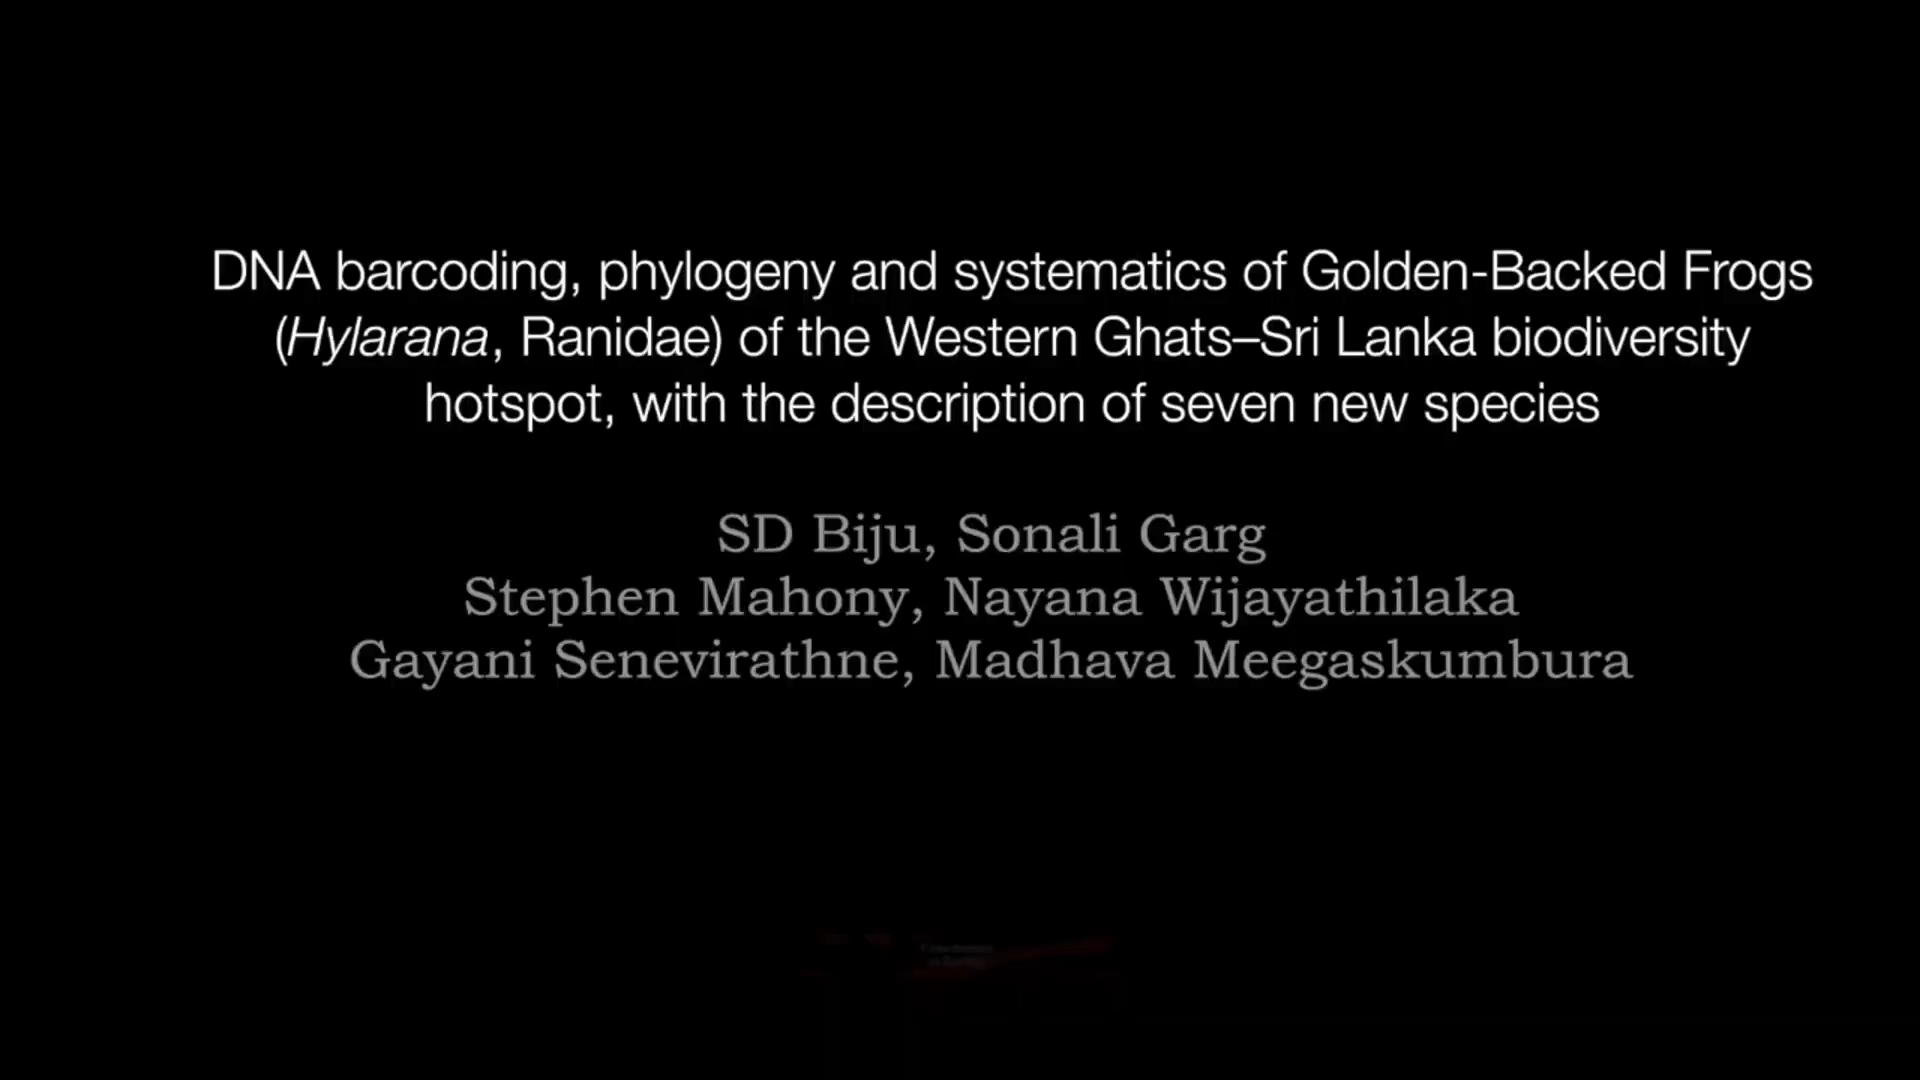 DNA barcoding, phylogeny and systematics of Golden-Backed Frogs
(Hylarana, Ranidae) of the Western Ghats–Sri Lanka biodiversity
hotspot, with the description of seven new species
SD Biju, Sonali Garg
Stephen Mahony, Nayana Wijayathilaka
Gayani Senevirathne, Madhava Meegaskumbura